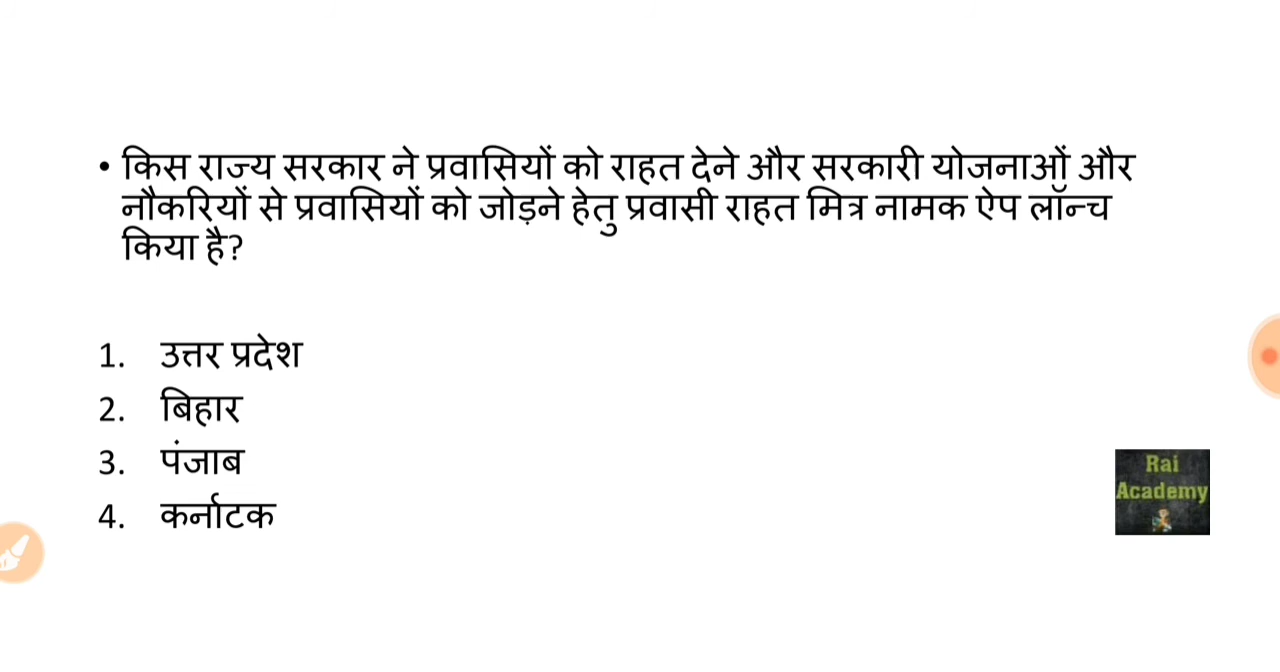 • किस राज्य सरकार ने प्रवासियों को राहत देने और सरकारी योजनाओं और
नौकरियों से प्रवासियों को जोड़ने हेतु प्रवासी राहत मित्र नामक ऐप लॉन्च
किया है?
1. उत्तर प्रदेश
2. बिहार
3. पंजाब
4. कर्नाटक
Rai
Academy